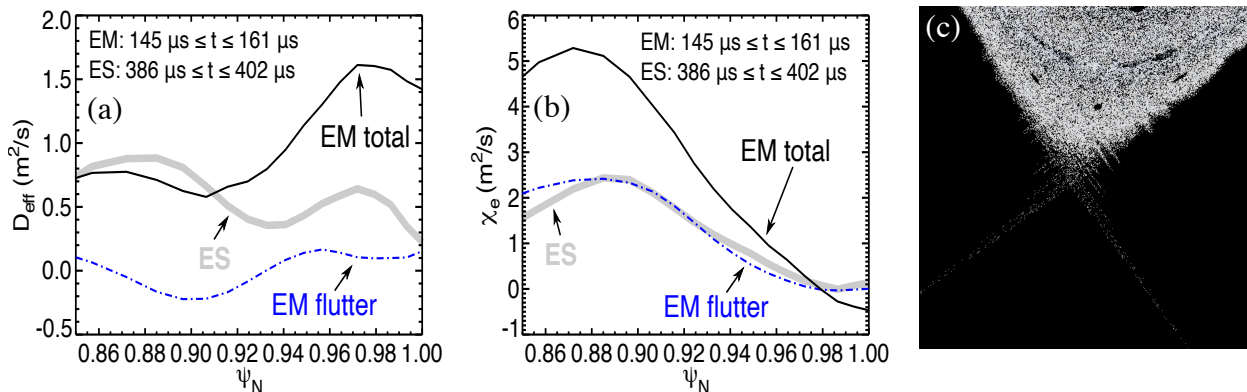 2.0
1.5
1.0
0.5
0.0
-0.5
D_eff (m²/s)
EM: 145 μs ≤ t ≤ 161 μs
ES: 386 μs ≤ t ≤ 402 μs
(a)
EM total
ES
EM flutter
0.86 0.88 0.90 0.92 0.94 0.96 0.98 1.00
ψ_N
6
5
4
3
2
1
0
-1
χ_e (m²/s)
EM: 145 μs ≤ t ≤ 161 μs
ES: 386 μs ≤ t ≤ 402 μs
(b)
EM total
ES
EM flutter
0.86 0.88 0.90 0.92 0.94 0.96 0.98 1.00
ψ_N
(c)